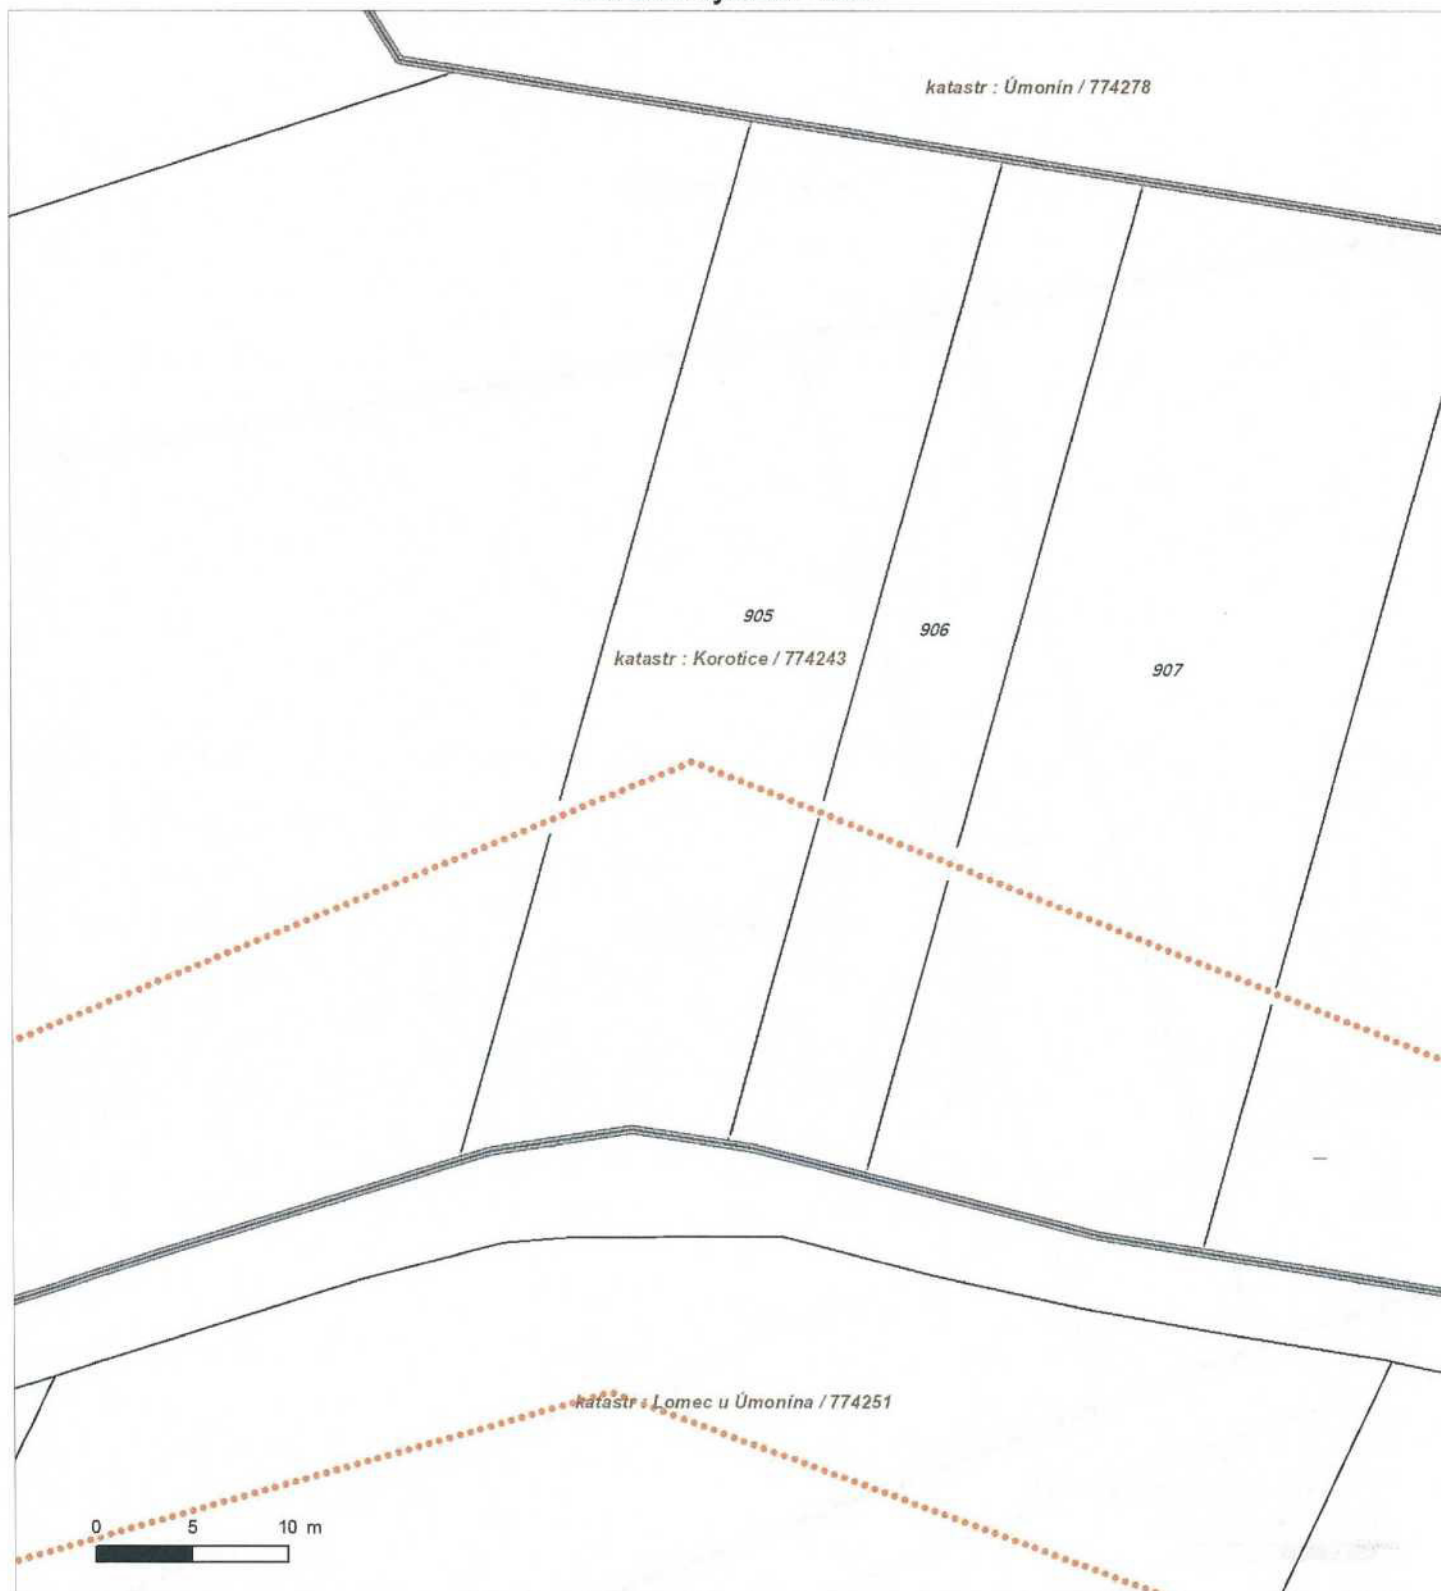 katastr : Úmonín / 774278
905
906
katastr : Korotice / 774243
907
katastr : Lomec u Úmonína / 774251
0 5 10 m